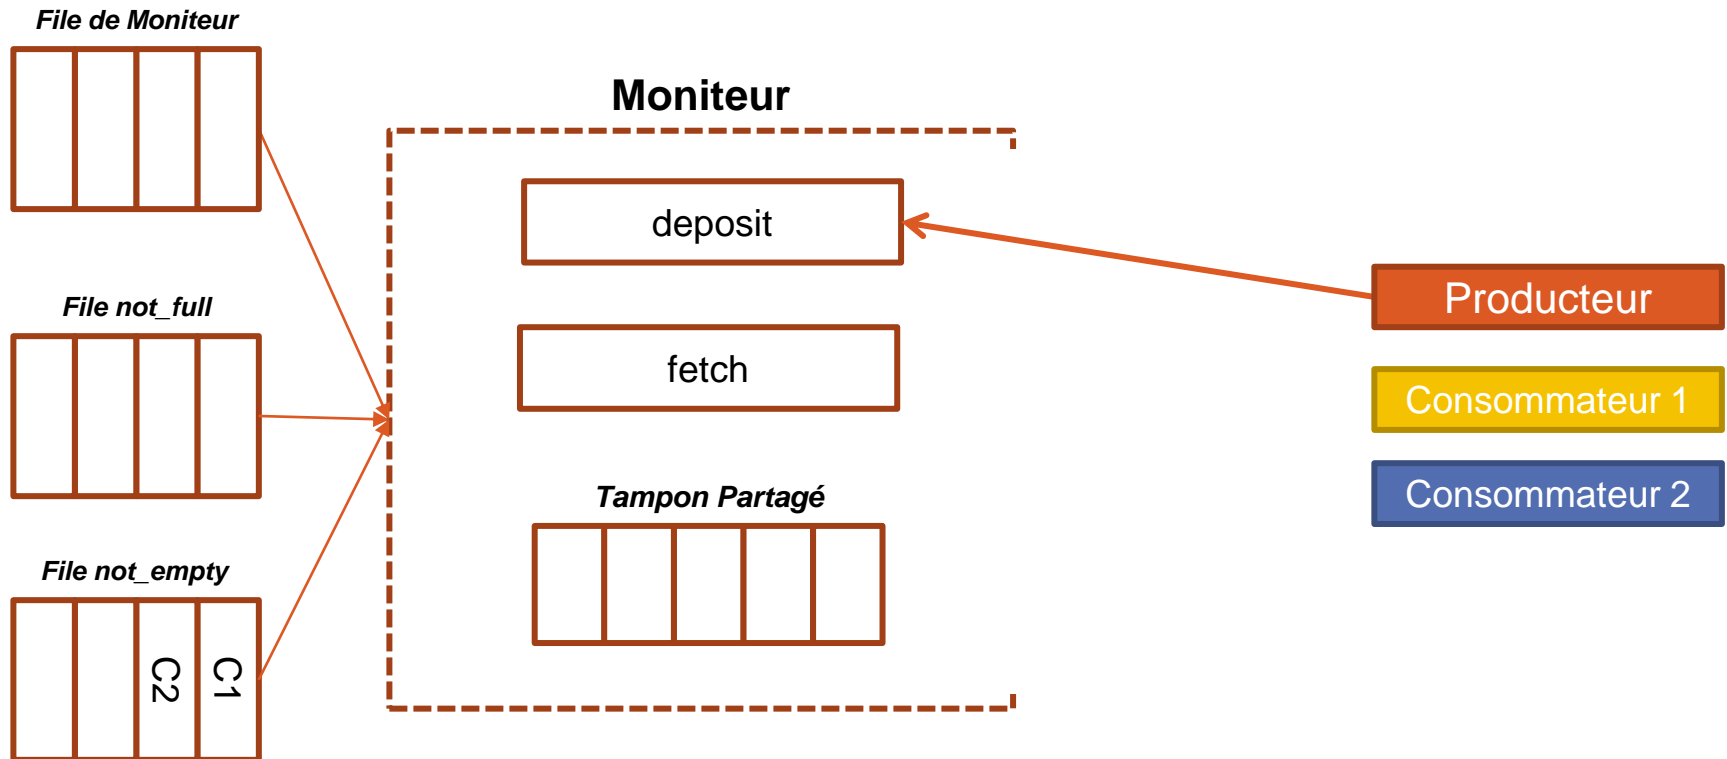 File de Moniteur
Moniteur
deposit
Producteur
File not_full
fetch
Consommateur 1
Consommateur 2
Tampon Partagé
File not_empty
C2
C1